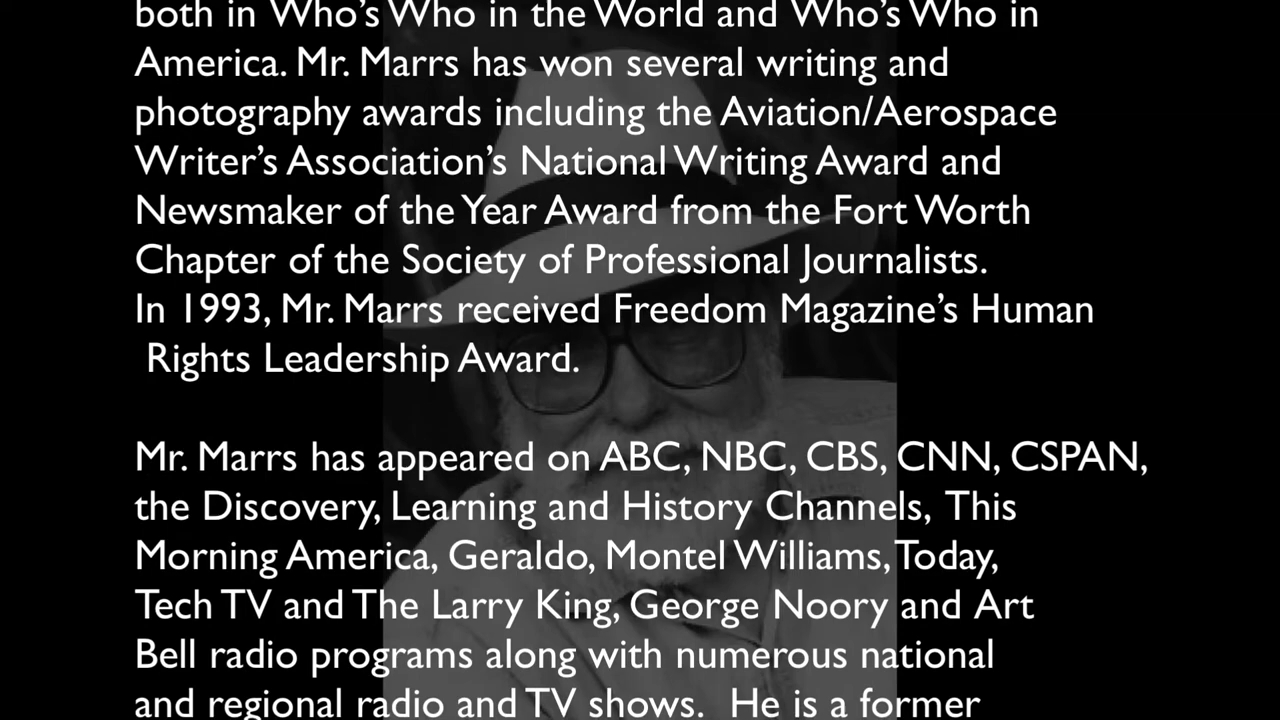 both in Who's Who in the World and Who's Who in
America. Mr. Marrs has won several writing and
photography awards including the Aviation/Aerospace
Writer's Association's National Writing Award and
Newsmaker of the Year Award from the Fort Worth
Chapter of the Society of Professional Journalists.
In 1993, Mr. Marrs received Freedom Magazine's Human
Rights Leadership Award.
Mr. Marrs has appeared on ABC, NBC, CBS, CNN, CSPAN,
the Discovery, Learning and History Channels, This
Morning America, Geraldo, Montel Williams, Today,
Tech TV and The Larry King, George Noory and Art
Bell radio programs along with numerous national
and regional radio and TV shows. He is a former